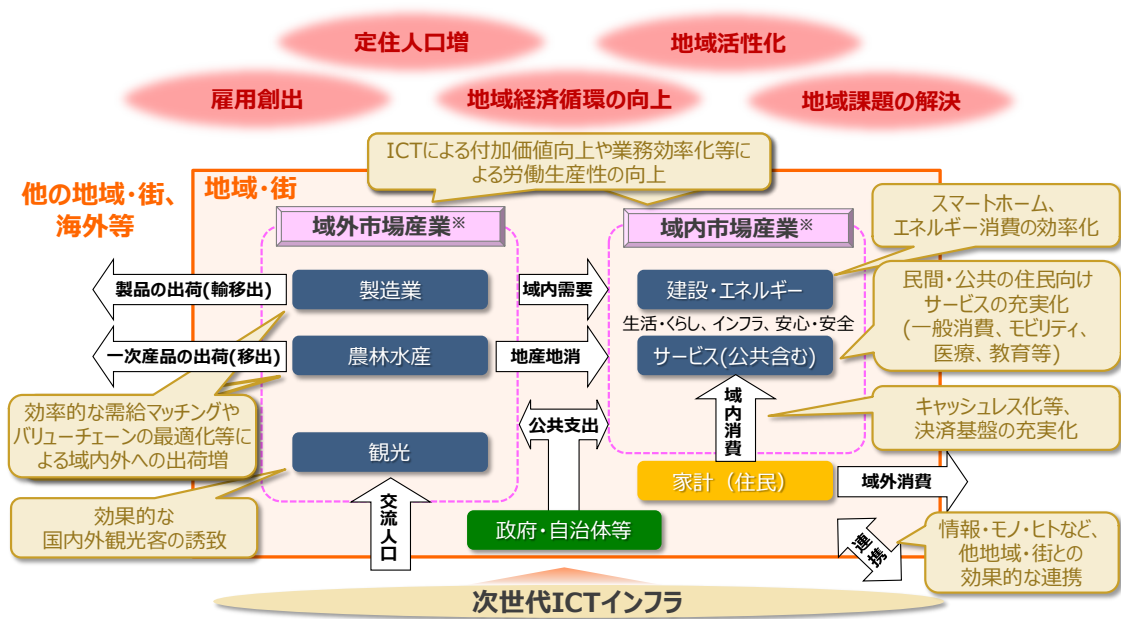 定住人口増
地域活性化
雇用創出
地域経済循環の向上
地域課題の解決
ICTによる付加価値向上や業務効率化等に
よる労働生産性の向上
他の地域・街、
海外等
地域・街
域外市場産業※
域内市場産業※
スマートホーム、
エネルギー消費の効率化
製品の出荷(輸移出)
製造業
域内需要
建設・エネルギー
生活・くらし、インフラ、安心・安全
民間・公共の住民向け
サービスの充実化
(一般消費、モビリティ、
医療、教育等)
一次産品の出荷(移出)
農林水産
地産地消
サービス(公共含む)
効率的な需給マッチングや
バリューチェーンの最適化等に
よる域内外への出荷増
公共支出
域内消費
キャッシュレス化等、
決済基盤の充実化
観光
家計（住民）
域外消費
効果的な
国内外観光客の誘致
交流人口
政府・自治体等
連携
情報・モノ・ヒトなど、
他地域・街との
効果的な連携
次世代ICTインフラ